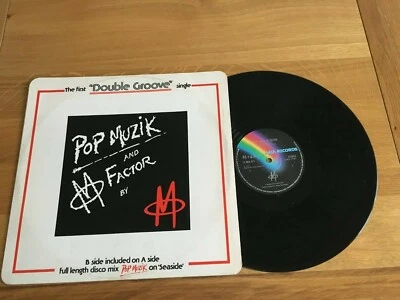 The first "Double Groove" single
POP MUZIK
AND
M FACTOR
BY
M
B side included on A side
Full length disco mix POP MUZIK on 'Seaside'
RECORDS